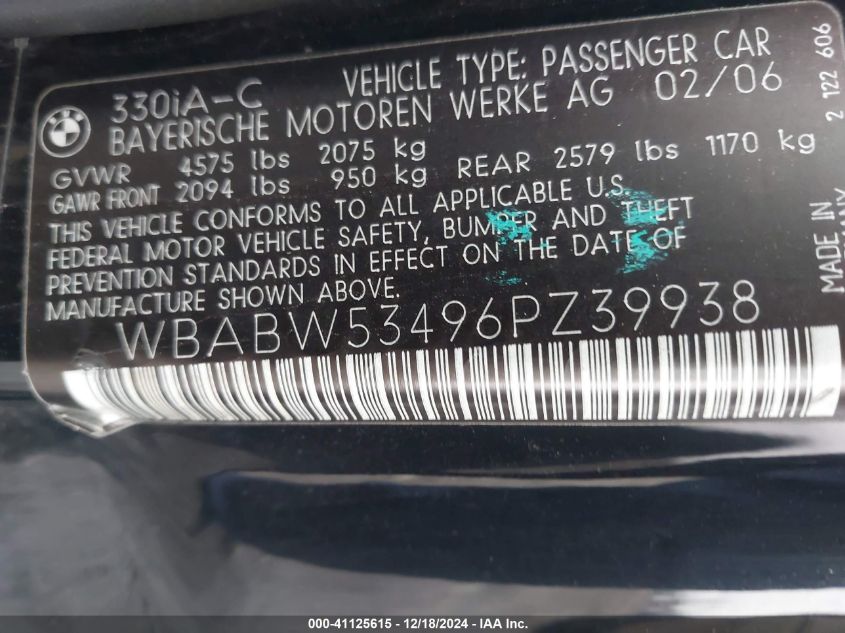 330iA-C VEHICLE TYPE: PASSENGER CAR
BAYERISCHE MOTOREN WERKE AG 02/06
GVWR 4575 lbs 2075 kg
GAWR FRONT 2094 lbs 950 kg REAR 2579 lbs 1170 kg
THIS VEHICLE CONFORMS TO ALL APPLICABLE U.S.
FEDERAL MOTOR VEHICLE SAFETY, BUMPER AND THEFT
PREVENTION STANDARDS IN EFFECT ON THE DATE OF
MANUFACTURE SHOWN ABOVE.
WBABW53496PZ39938
2 122 606
MADE IN
000-41125615 - 12/18/2024 - IAA Inc.